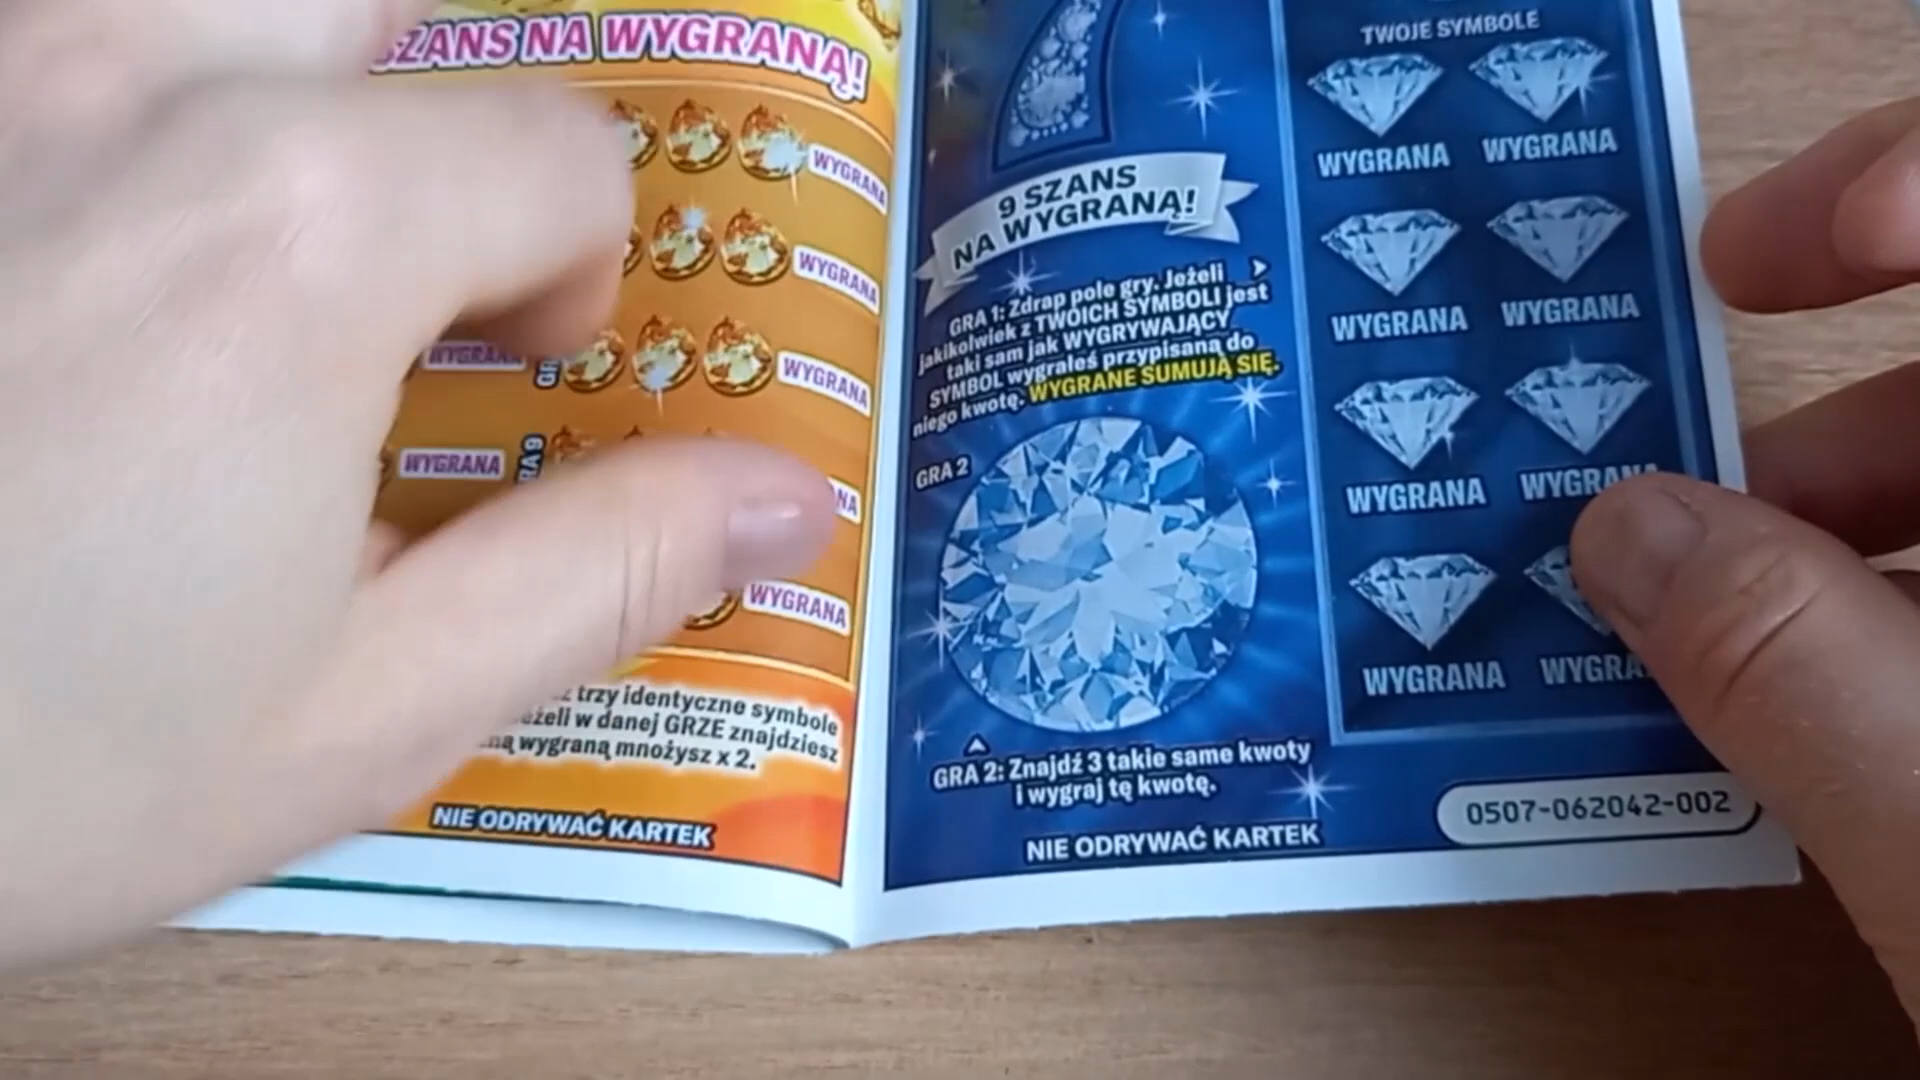 SZANS NA WYGRANĄ!
WYGRANA
WYGRANA
WYGRANA
WYGRANA
WYGRANA
WYGRANA
trzy identyczne symbole
w danej GRZE znajdziesz
wygraną mnożysz x 2.
NIE ODRYWAĆ KARTEK
9 SZANS
NA WYGRANĄ!
GRA 1: Zdrap pole gry. Jeżeli
jakikolwiek z TWOICH SYMBOLI jest
taki sam jak WYGRYWAJĄCY
SYMBOL wygrałeś przypisaną do
niego kwotę. WYGRANE SUMUJĄ SIĘ.
GRA 2
GRA 2: Znajdź 3 takie same kwoty
i wygraj tę kwotę.
NIE ODRYWAĆ KARTEK
TWOJE SYMBOLE
WYGRANA WYGRANA
WYGRANA WYGRANA
WYGRANA WYGRANA
WYGRANA
0507-062042-002